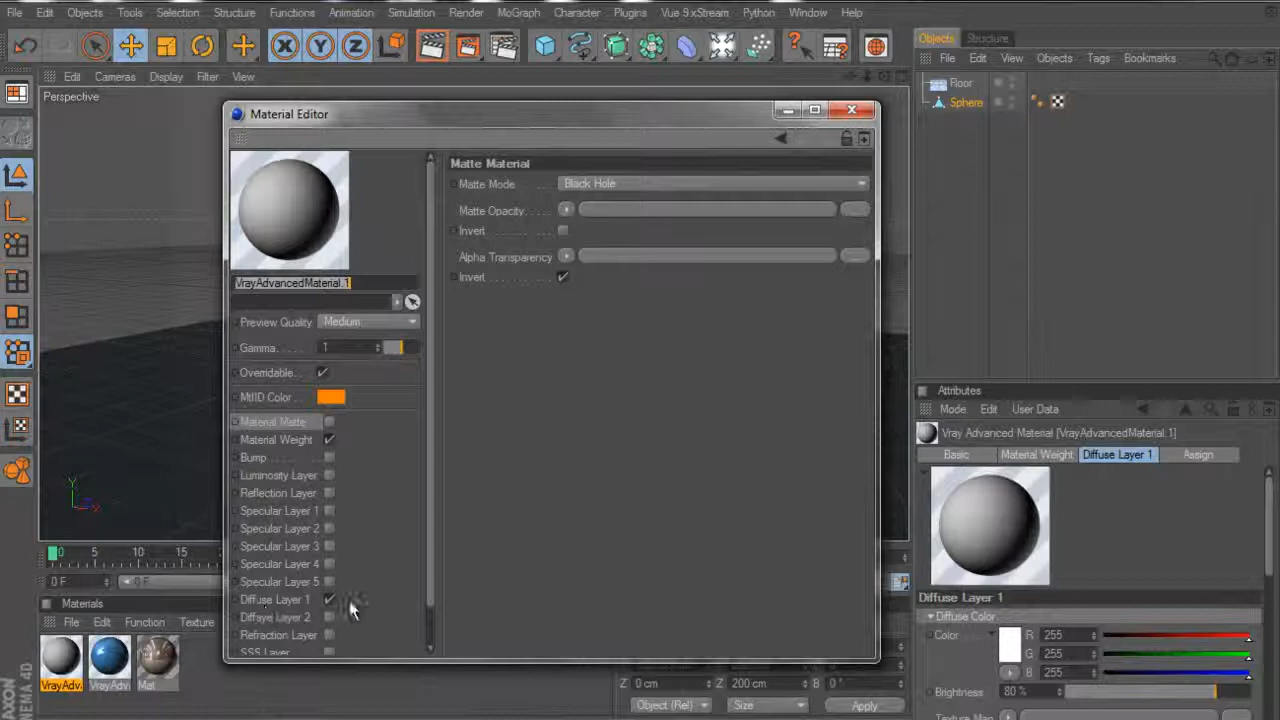 File Edit Objects Tools Selection Structure Functions Animation Simulation Render MoGraph Character Plugins Vue 9.xStream Python Window Help
Objects Structure
File Edit View Objects Tags Bookmarks
Edit Cameras Display Filter View
Perspective
Floor
Sphere
Material Editor
Matte Material
Matte Mode Black Hole
Matte Opacity
Invert
Alpha Transparency
Invert
VrayAdvancedMaterial.1
Preview Quality Medium
Gamma 1
Overridable
MtlID Color
Material Matte
Material Weight
Bump
Luminosity Layer
Reflection Layer
Specular Layer 1
Specular Layer 2
Specular Layer 3
Specular Layer 4
Specular Layer 5
Diffuse Layer 1
Diffuse Layer 2
Refraction Layer
SSS Layer
Attributes
Mode Edit User Data
Vray Advanced Material [VrayAdvancedMaterial.1]
Basic Material Weight Diffuse Layer 1 Assign
Diffuse Layer 1
Diffuse Color
Color R 255
G 255
B 255
Brightness 80 %
Texture Map
Y
X
0 5 10 15
0 F 0 F
Materials
File Edit Function Texture
VrayAdv VrayAdv Mat
Z 0 cm Z 200 cm B 0 °
Object (Rel) Size Apply
AXON
NEMA 4D